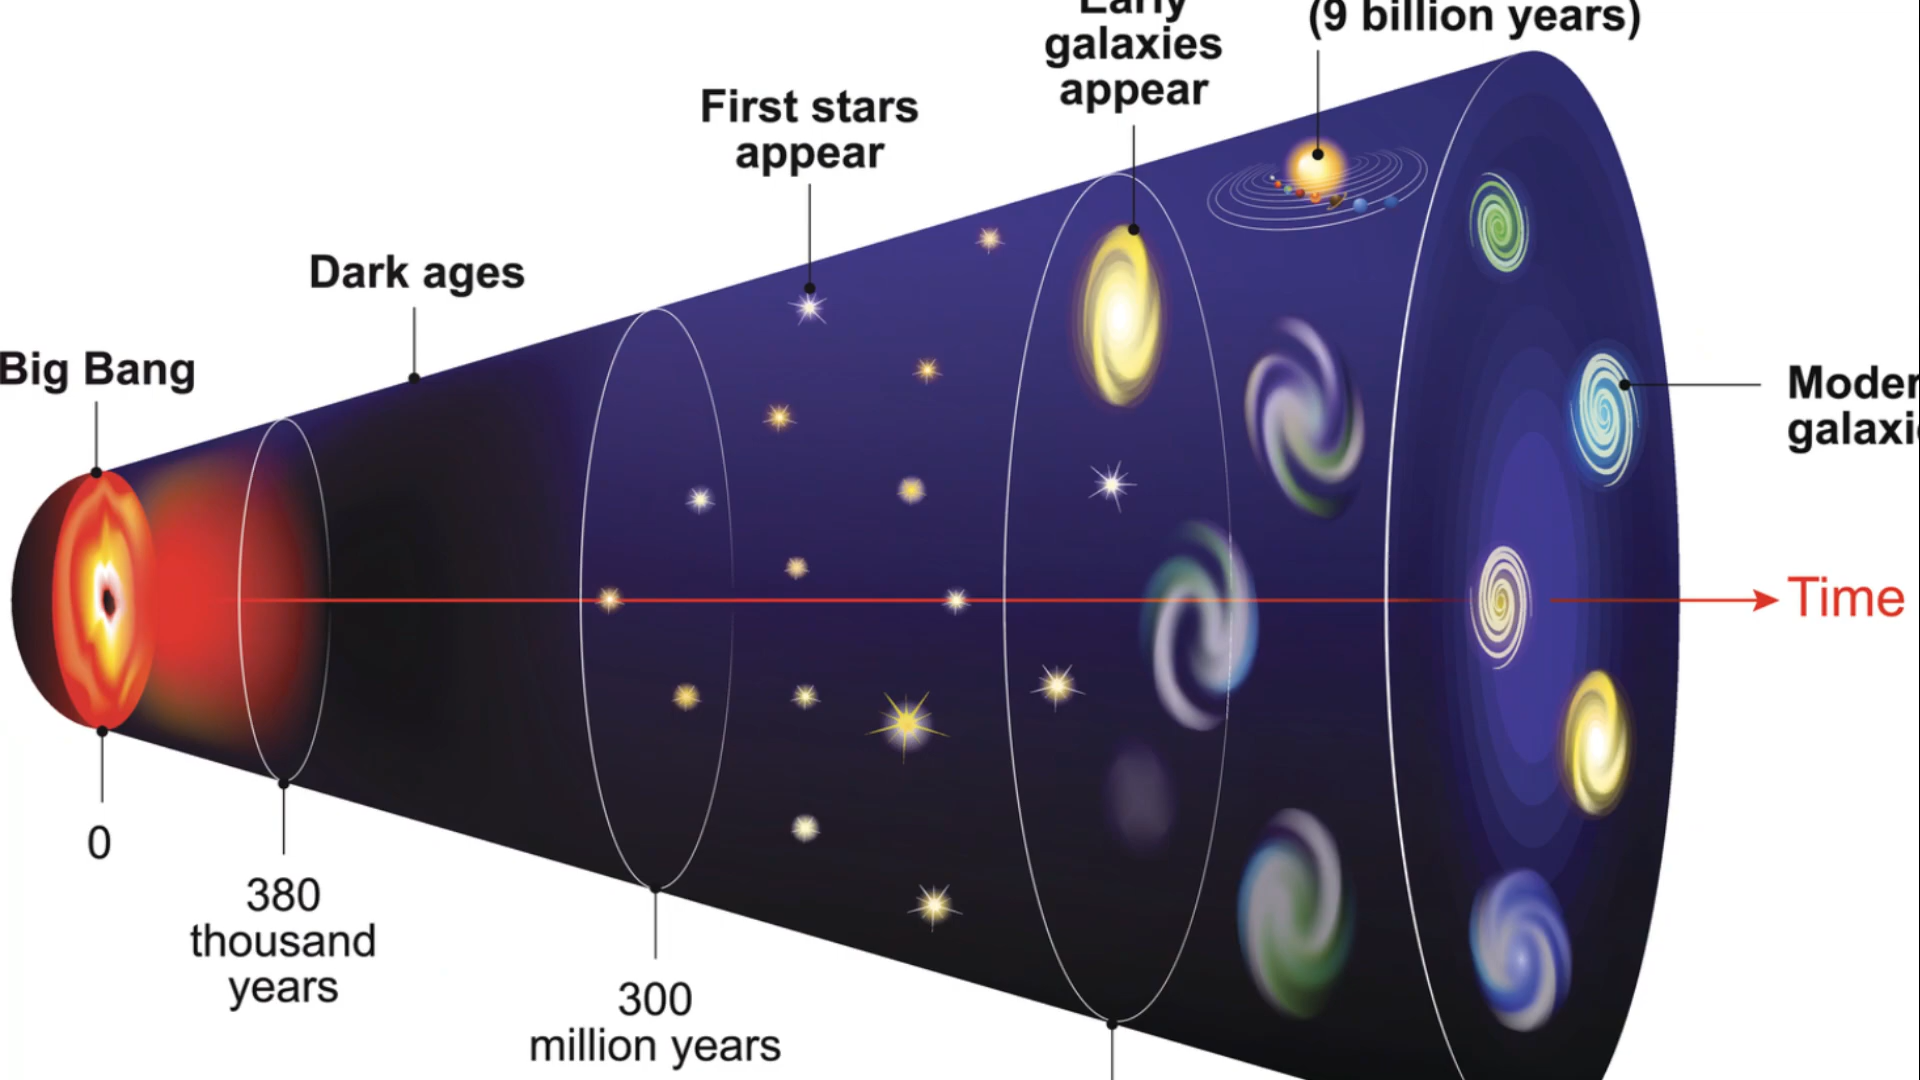 Early
galaxies
appear
(9 billion years)
First stars
appear
Dark ages
Big Bang
Moder
galaxi
Time
0
380
thousand
years
300
million years